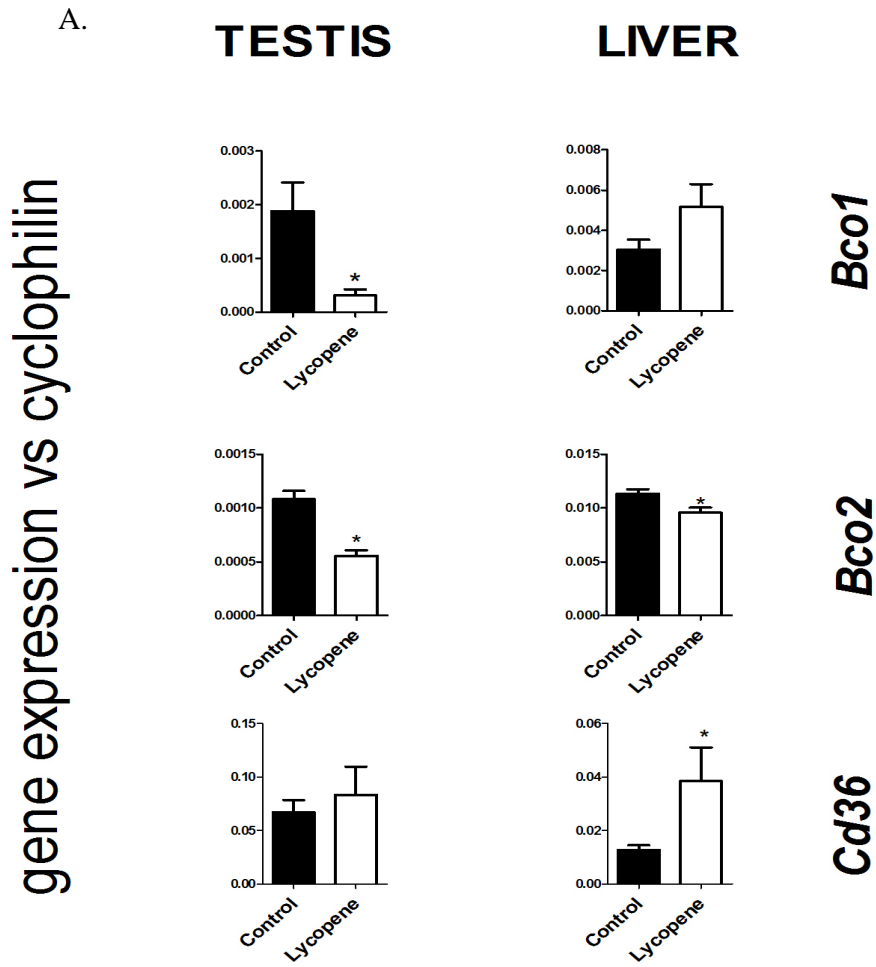 A.
TESTIS
LIVER
gene expression vs cyclophilin
0.003
0.002
0.001
0.000
*
Control
Lycopene
0.008
0.006
0.004
0.002
0.000
Control
Lycopene
Bco1
0.0015
0.0010
0.0005
0.0000
*
Control
Lycopene
0.015
0.010
0.005
0.000
*
Control
Lycopene
Bco2
0.15
0.10
0.05
0.00
Control
Lycopene
0.06
0.04
0.02
0.00
*
Control
Lycopene
Cd36